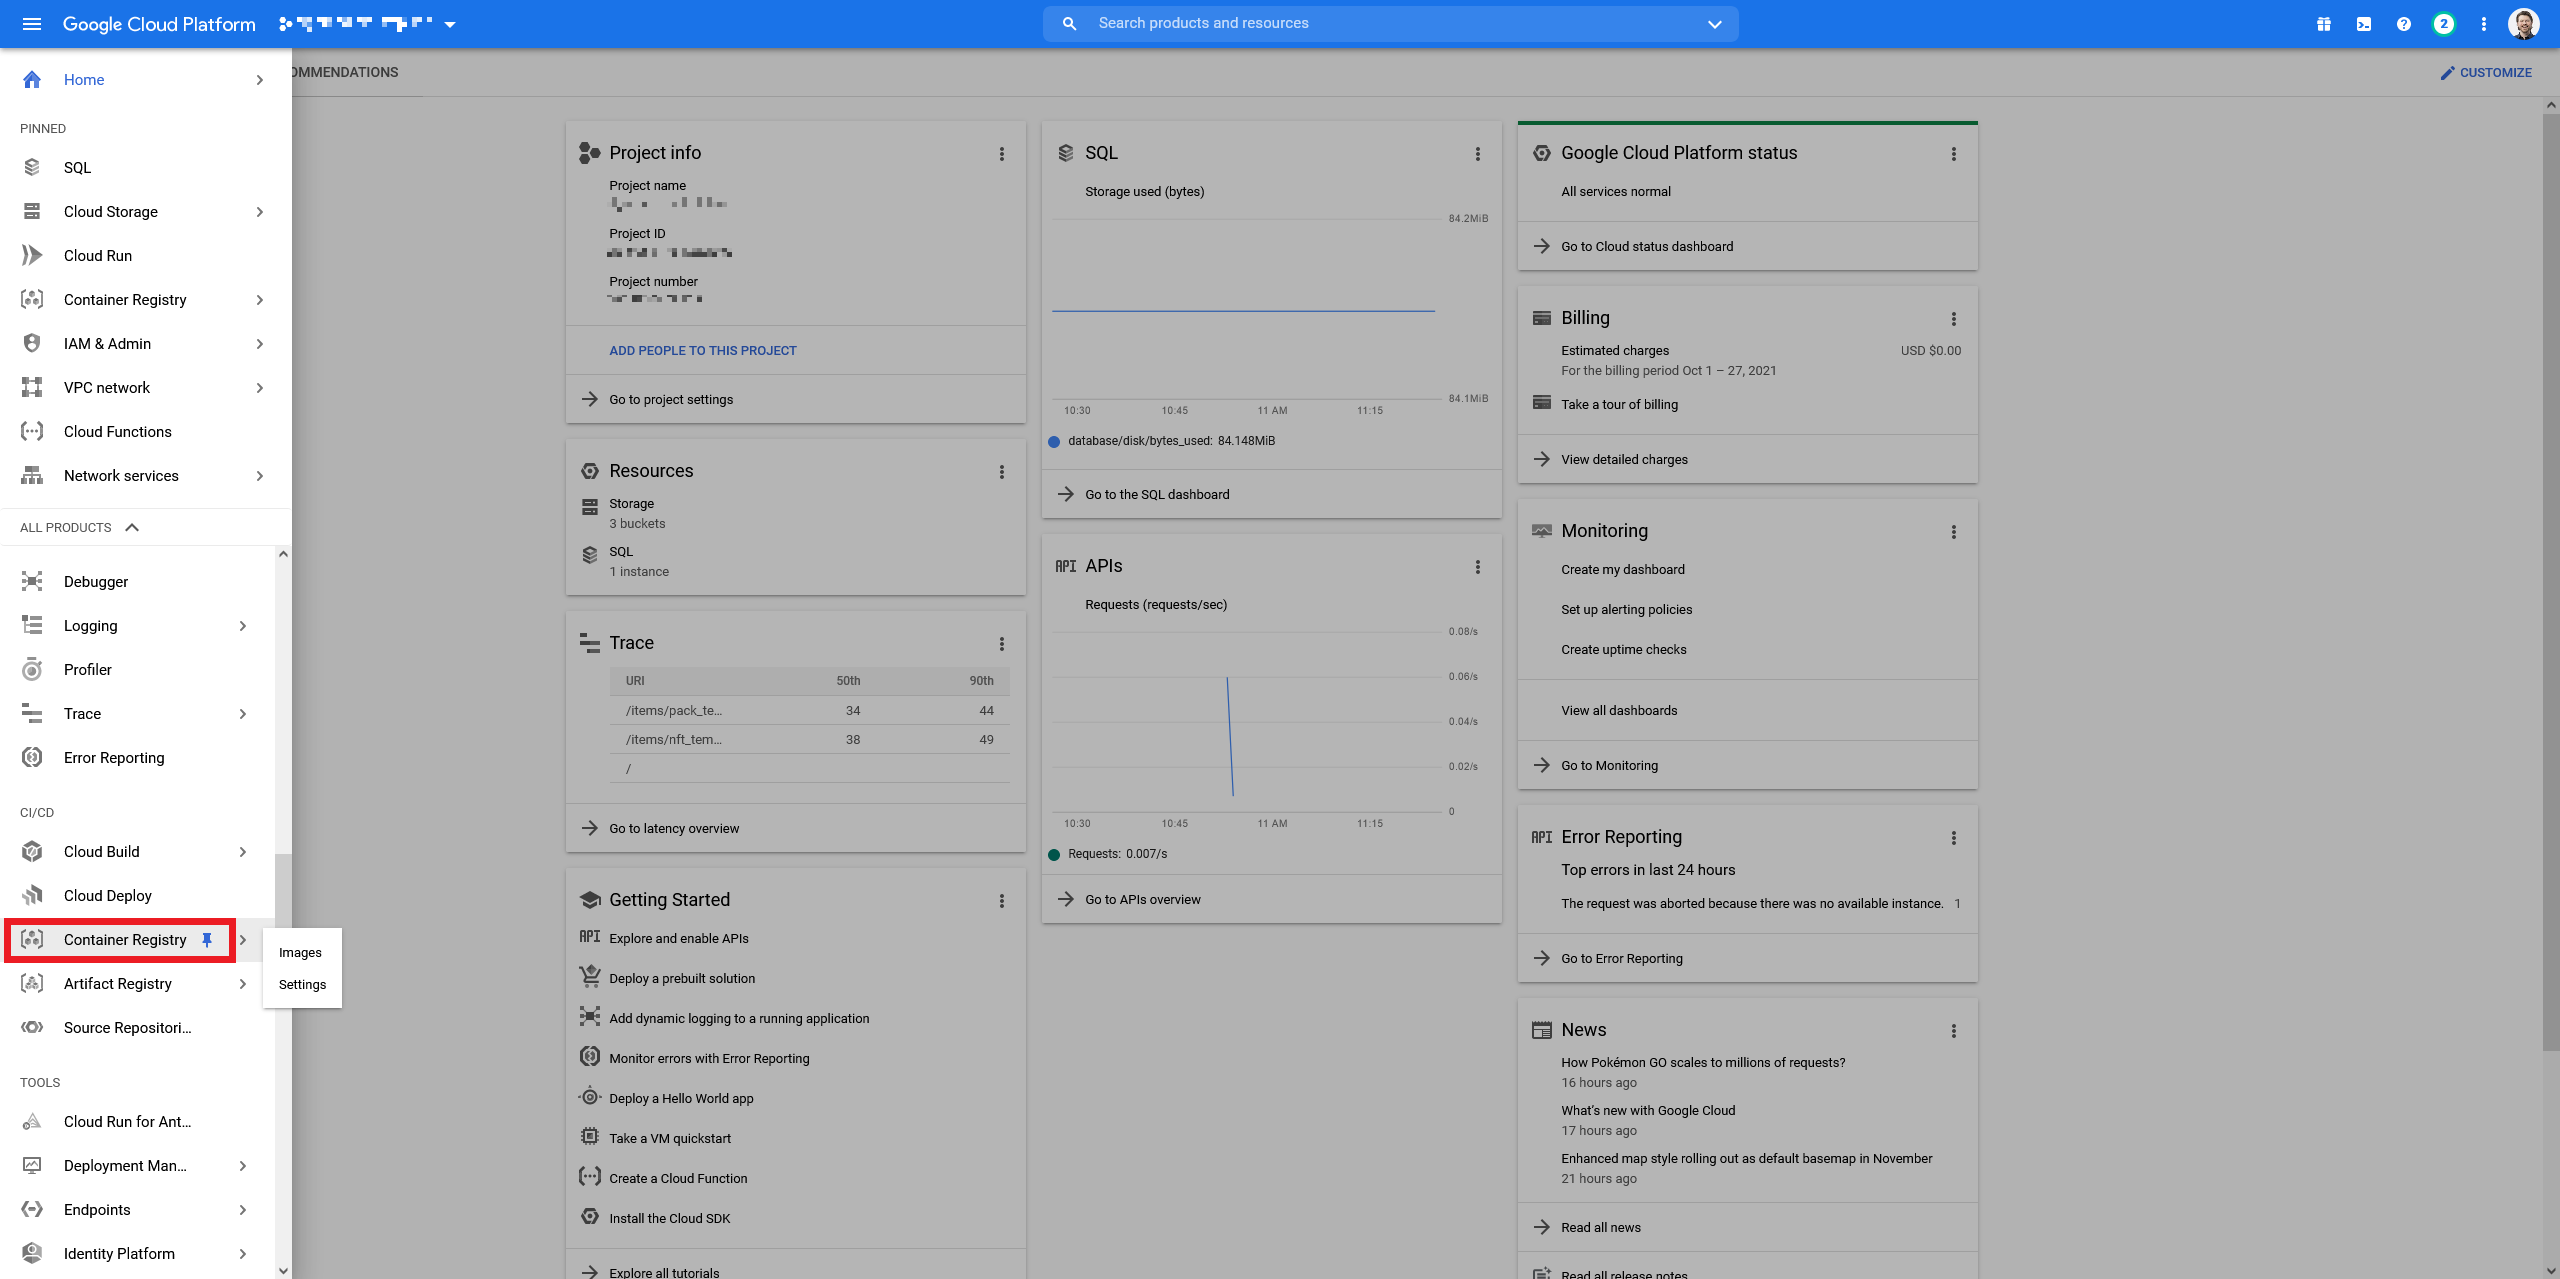 Google Cloud Platform
Search products and resources
2
Home
PINNED
SQL
Cloud Storage
Cloud Run
Container Registry
IAM & Admin
VPC network
Cloud Functions
Network services
ALL PRODUCTS
Debugger
Logging
Profiler
Trace
Error Reporting
CI/CD
Cloud Build
Cloud Deploy
Container Registry
Images
Settings
Artifact Registry
Source Repositori...
TOOLS
Cloud Run for Ant...
Deployment Man...
Endpoints
Identity Platform
OMMENDATIONS
CUSTOMIZE
Project info
Project name
Project ID
Project number
ADD PEOPLE TO THIS PROJECT
Go to project settings
Resources
Storage
3 buckets
SQL
1 instance
Trace
URI 50th 90th
/items/pack_te... 34 44
/items/nft_tem... 38 49
/
Go to latency overview
Getting Started
API Explore and enable APIs
Deploy a prebuilt solution
Add dynamic logging to a running application
Monitor errors with Error Reporting
Deploy a Hello World app
Take a VM quickstart
Create a Cloud Function
Install the Cloud SDK
Explore all tutorials
SQL
Storage used (bytes)
84.2MiB
84.1MiB
10:30 10:45 11 AM 11:15
database/disk/bytes_used: 84.148MiB
Go to the SQL dashboard
API APIs
Requests (requests/sec)
0.08/s
0.06/s
0.04/s
0.02/s
0
10:30 10:45 11 AM 11:15
Requests: 0.007/s
Go to APIs overview
Google Cloud Platform status
All services normal
Go to Cloud status dashboard
Billing
Estimated charges USD $0.00
For the billing period Oct 1 – 27, 2021
Take a tour of billing
View detailed charges
Monitoring
Create my dashboard
Set up alerting policies
Create uptime checks
View all dashboards
Go to Monitoring
API Error Reporting
Top errors in last 24 hours
The request was aborted because there was no available instance. 1
Go to Error Reporting
News
How Pokémon GO scales to millions of requests?
16 hours ago
What's new with Google Cloud
17 hours ago
Enhanced map style rolling out as default basemap in November
21 hours ago
Read all news
Read all release notes